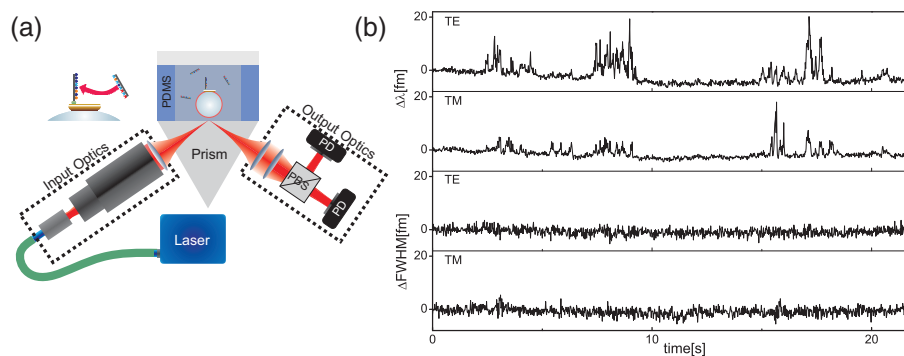 (a)
PDMS
Input Optics
Prism
Output Optics
PD
PBS
PD
Laser
(b)
20
TE
0
Δλ[fm]
20
TM
0
20
TE
0
ΔFWHM[fm]
TM
0
0
10
20
time[s]